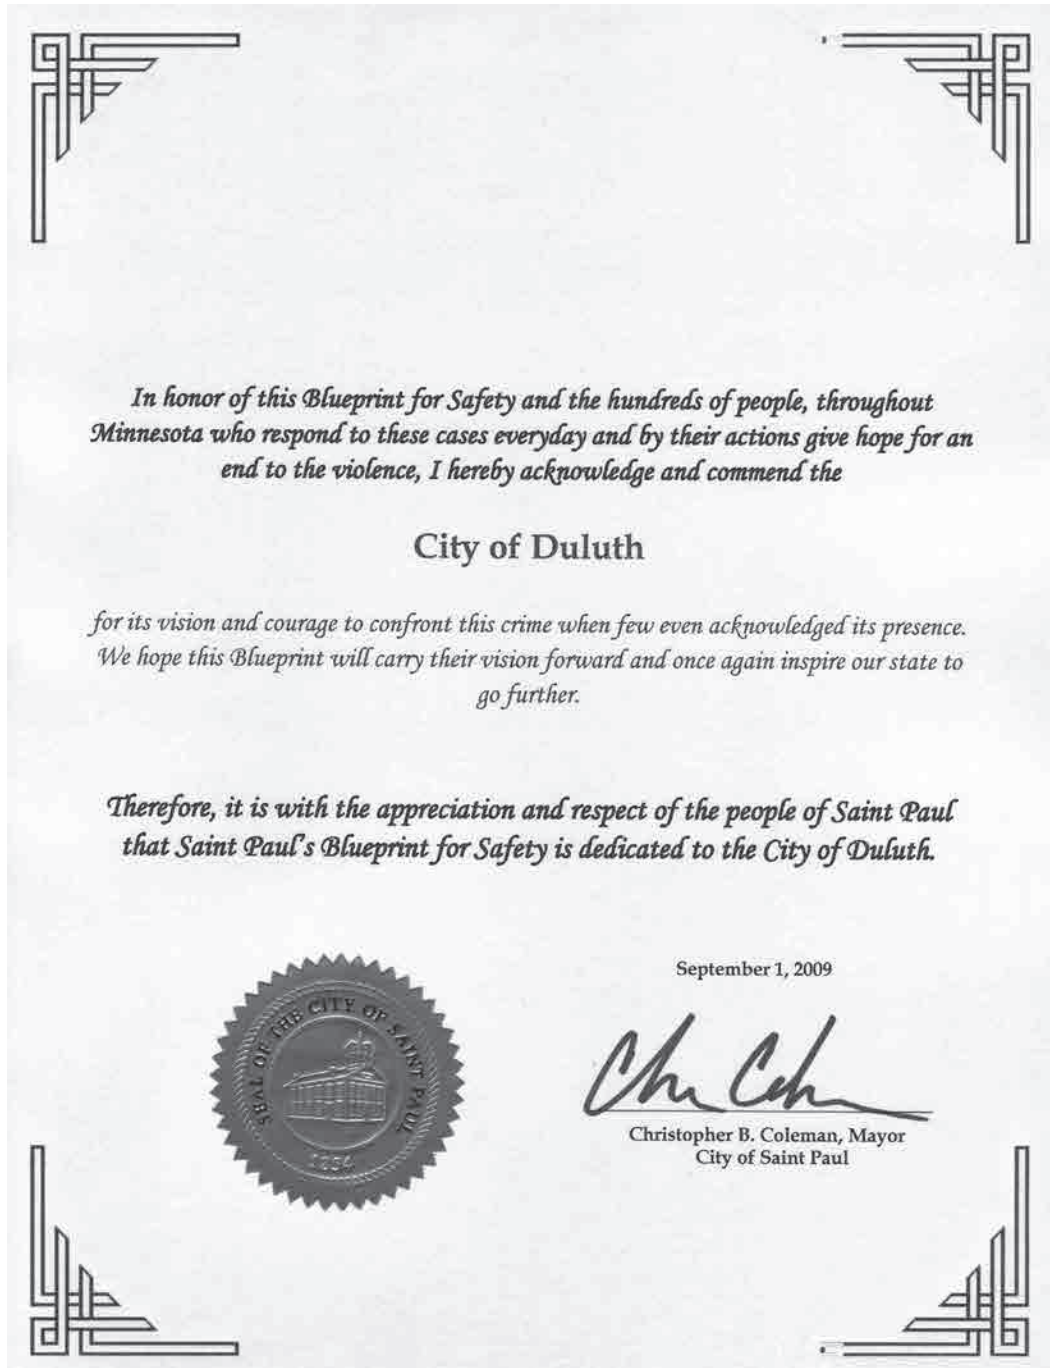 In honor of this Blueprint for Safety and the hundreds of people, throughout
Minnesota who respond to these cases everyday and by their actions give hope for an
end to the violence, I hereby acknowledge and commend the
City of Duluth
for its vision and courage to confront this crime when few even acknowledged its presence.
We hope this Blueprint will carry their vision forward and once again inspire our state to
go further.
Therefore, it is with the appreciation and respect of the people of Saint Paul
that Saint Paul's Blueprint for Safety is dedicated to the City of Duluth.
September 1, 2009
SEAL OF THE CITY OF SAINT PAUL
Christopher B. Coleman, Mayor
City of Saint Paul